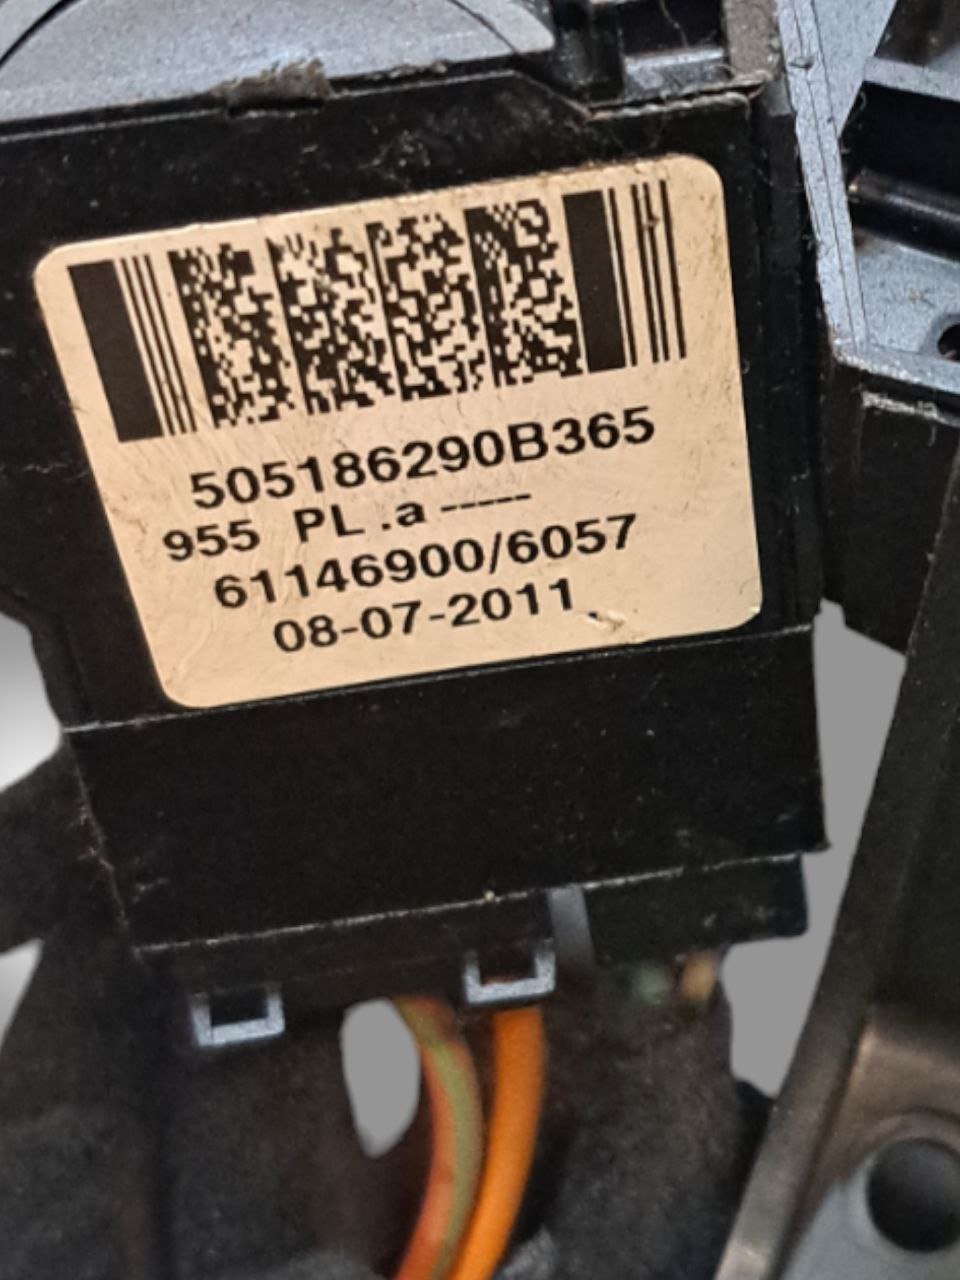 505186290B365
955 PL .a -----
61146900/6057
08-07-2011.